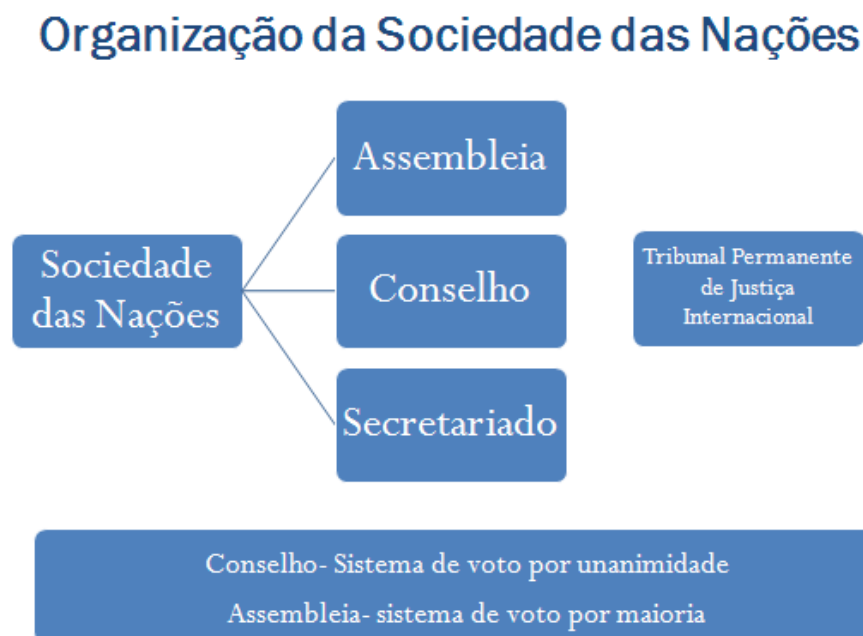 Organização da Sociedade das Nações
Assembleia
Sociedade
das Nações
Conselho
Tribunal Permanente
de Justiça
Internacional
Secretariado
Conselho- Sistema de voto por unanimidade
Assembleia- sistema de voto por maioria